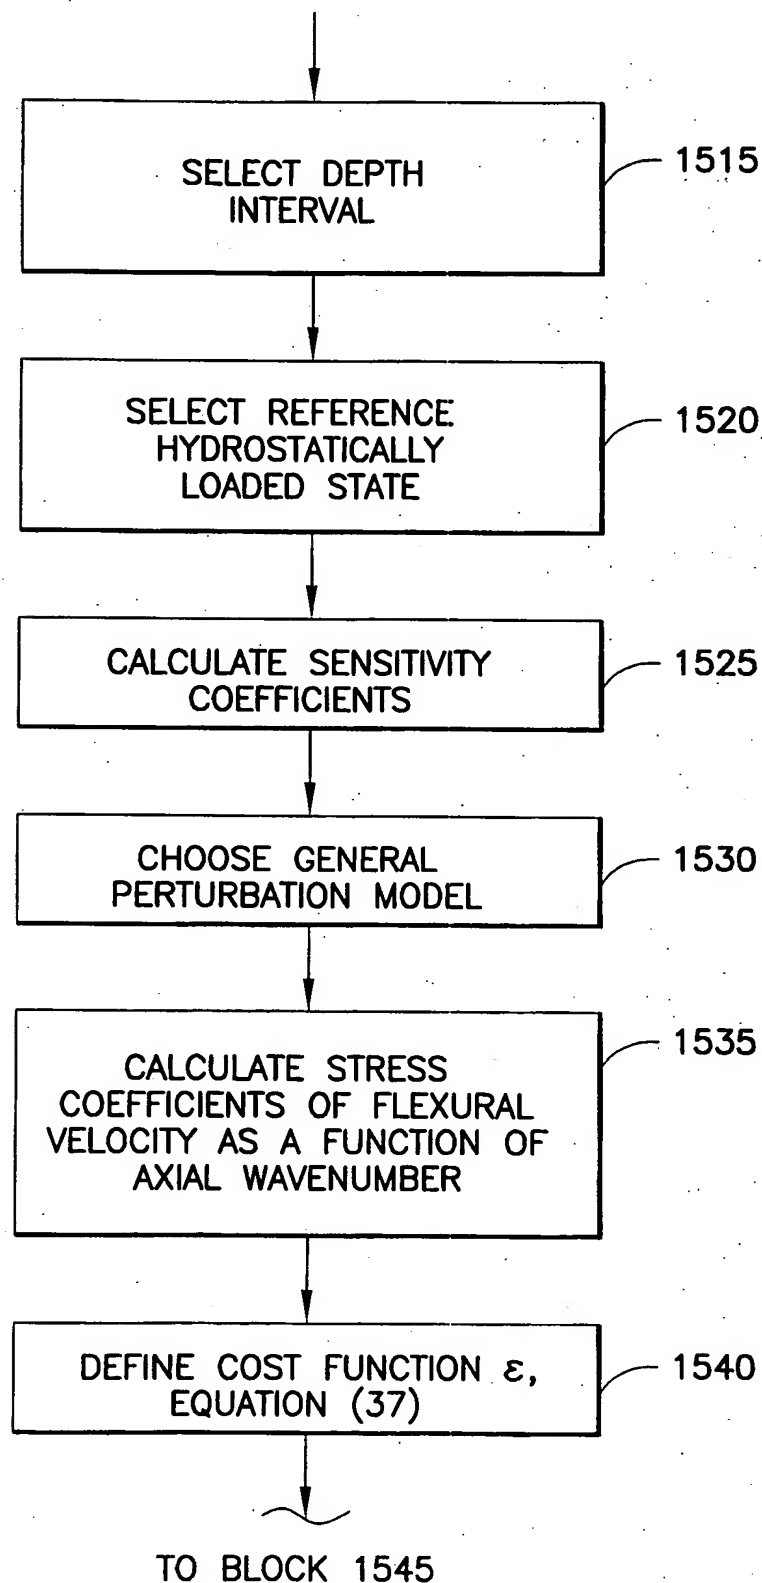 SELECT DEPTH
INTERVAL
1515
SELECT REFERENCE
HYDROSTATICALLY
LOADED STATE
1520
CALCULATE SENSITIVITY
COEFFICIENTS
1525
CHOOSE GENERAL
PERTURBATION MODEL
1530
CALCULATE STRESS
COEFFICIENTS OF FLEXURAL
VELOCITY AS A FUNCTION OF
AXIAL WAVENUMBER
1535
DEFINE COST FUNCTION ε,
EQUATION (37)
1540
TO BLOCK 1545